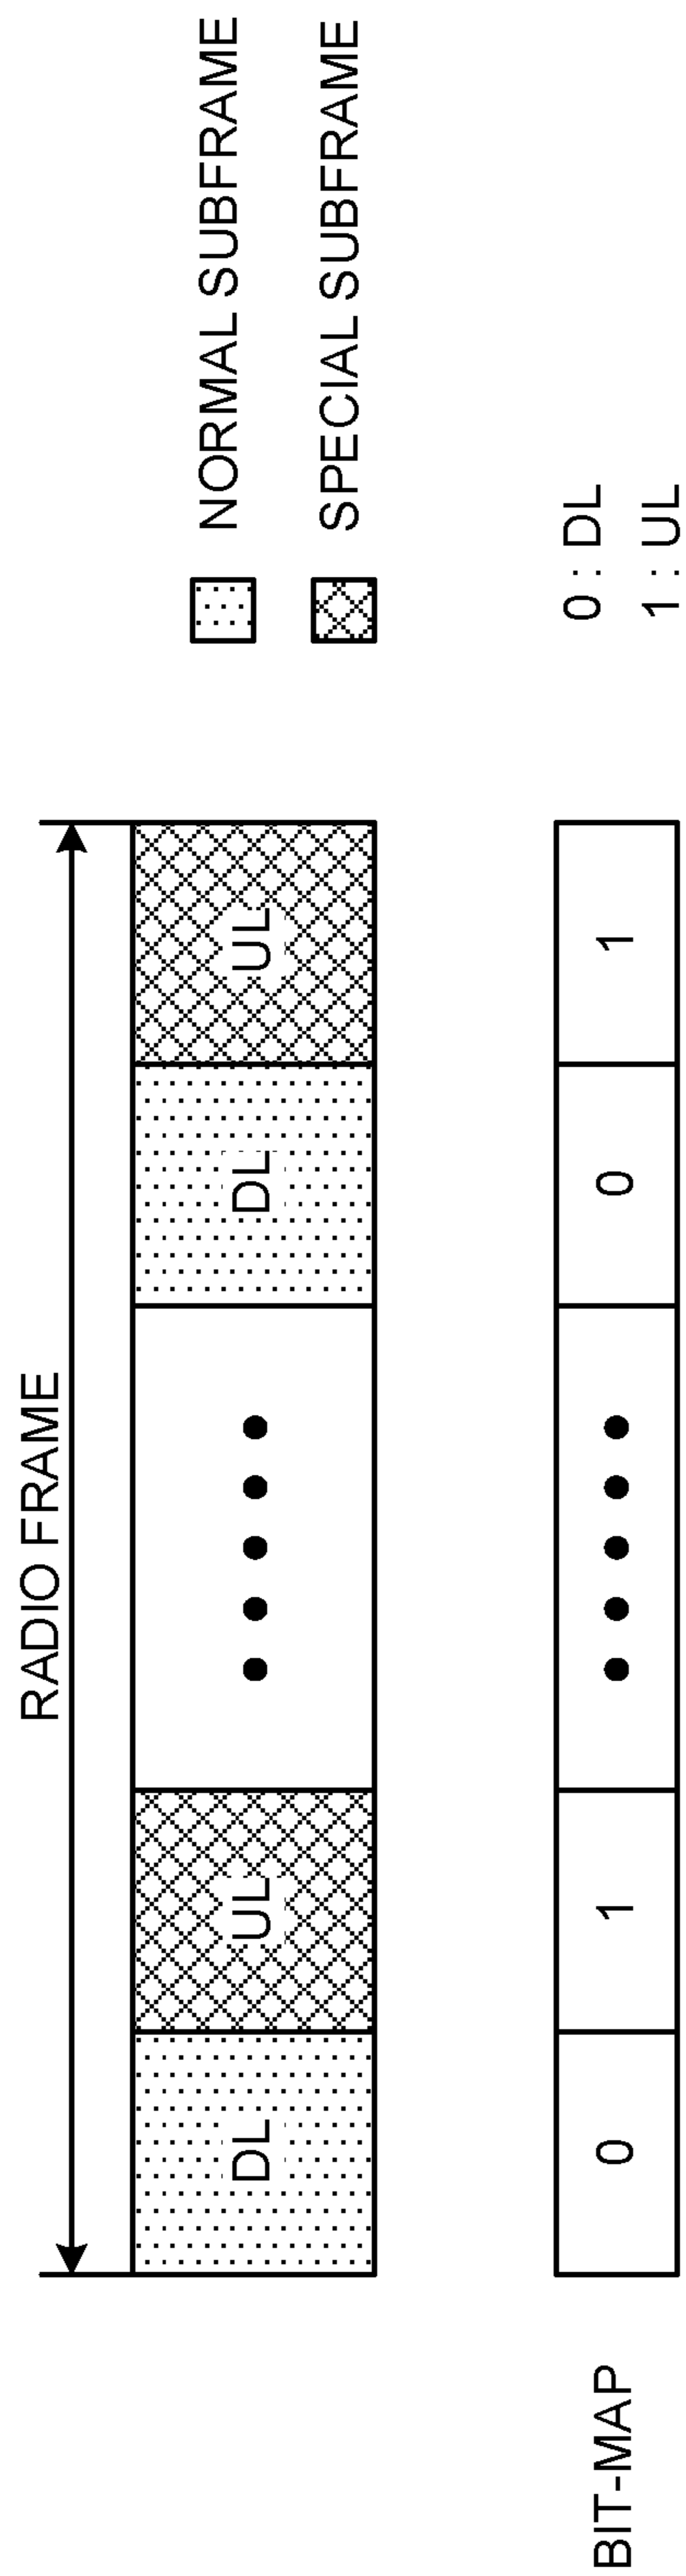 RADIO FRAME
DL UL DL UL
NORMAL SUBFRAME
SPECIAL SUBFRAME
BIT-MAP 0 1 0 1
0 : DL
1 : UL